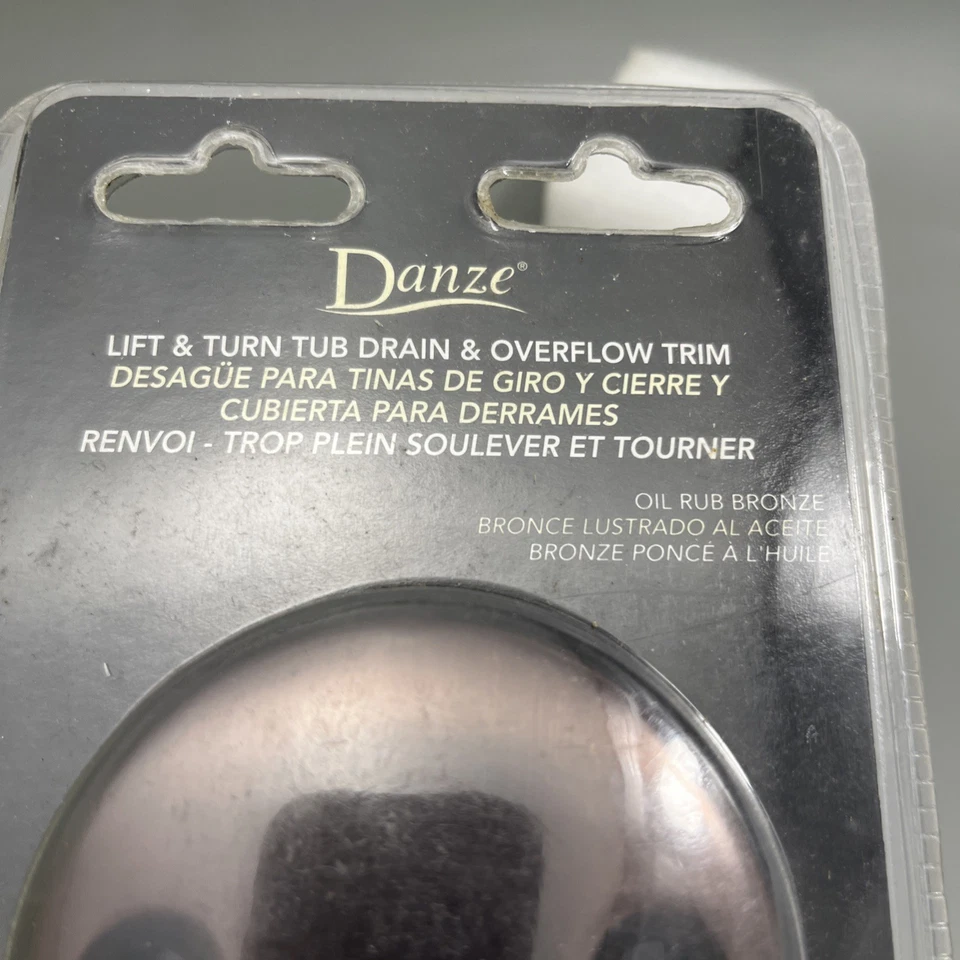 Danze®
LIFT & TURN TUB DRAIN & OVERFLOW TRIM
DESAGÜE PARA TINAS DE GIRO Y CIERRE Y
CUBIERTA PARA DERRAMES
RENVOI - TROP PLEIN SOULEVER ET TOURNER
OIL RUB BRONZE
BRONCE LUSTRADO AL ACEITE
BRONZE PONCÉ À L'HUILE